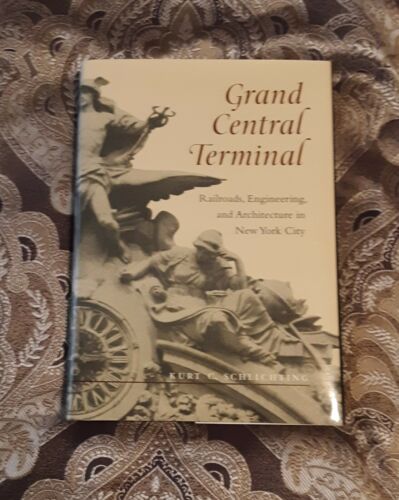 Grand
Central
Terminal
Railroads, Engineering,
and Architecture in
New York City
KURT C. SCHLICHTING